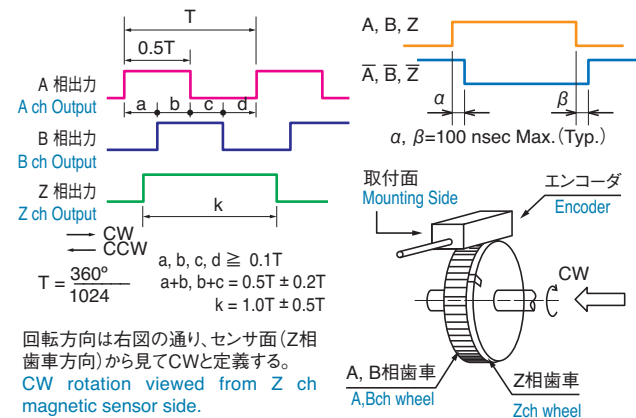 T
0.5T
A 相出力
A ch Output
a b c d
B 相出力
B ch Output
Z 相出力
Z ch Output
k
CW
CCW
T = 360º
1024
a, b, c, d ≧ 0.1T
a+b, b+c = 0.5T ± 0.2T
k = 1.0T ± 0.5T
回転方向は右図の通り、センサ面(Z相
歯車方向)から見てCWと定義する。
CW rotation viewed from Z ch
magnetic sensor side.
A, B, Z
A̅, B̅, Z̅
α β
α, β=100 nsec Max.(Typ.)
取付面
Mounting Side
エンコーダ
Encoder
CW
A, B相歯車
A,Bch wheel
Z相歯車
Zch wheel